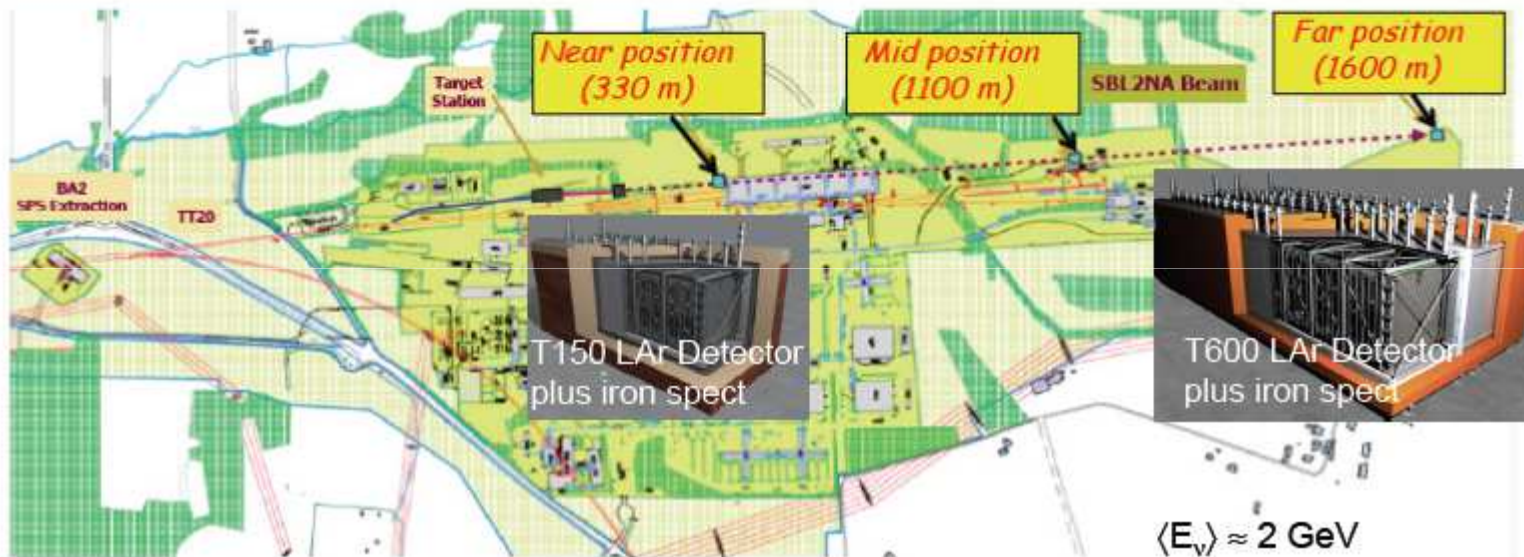 Near position
(330 m)
Mid position
(1100 m)
Far position
(1600 m)
Target
Station
SBL2NA Beam
BA2
SPS Extraction
TT20
T150 LAr Detector
plus iron spect
T600 LAr Detector
plus iron spect
⟨Eν⟩ ≈ 2 GeV